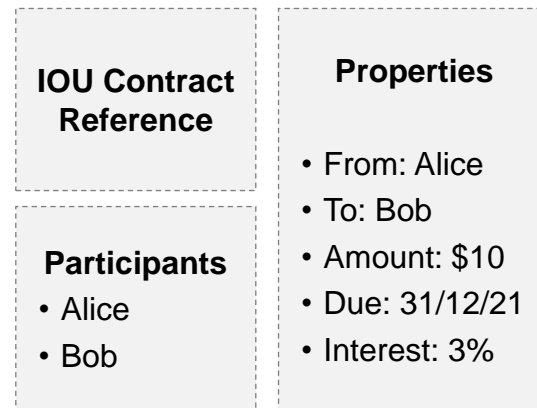 IOU Contract
Reference
Participants
• Alice
• Bob
Properties
• From: Alice
• To: Bob
• Amount: $10
• Due: 31/12/21
• Interest: 3%